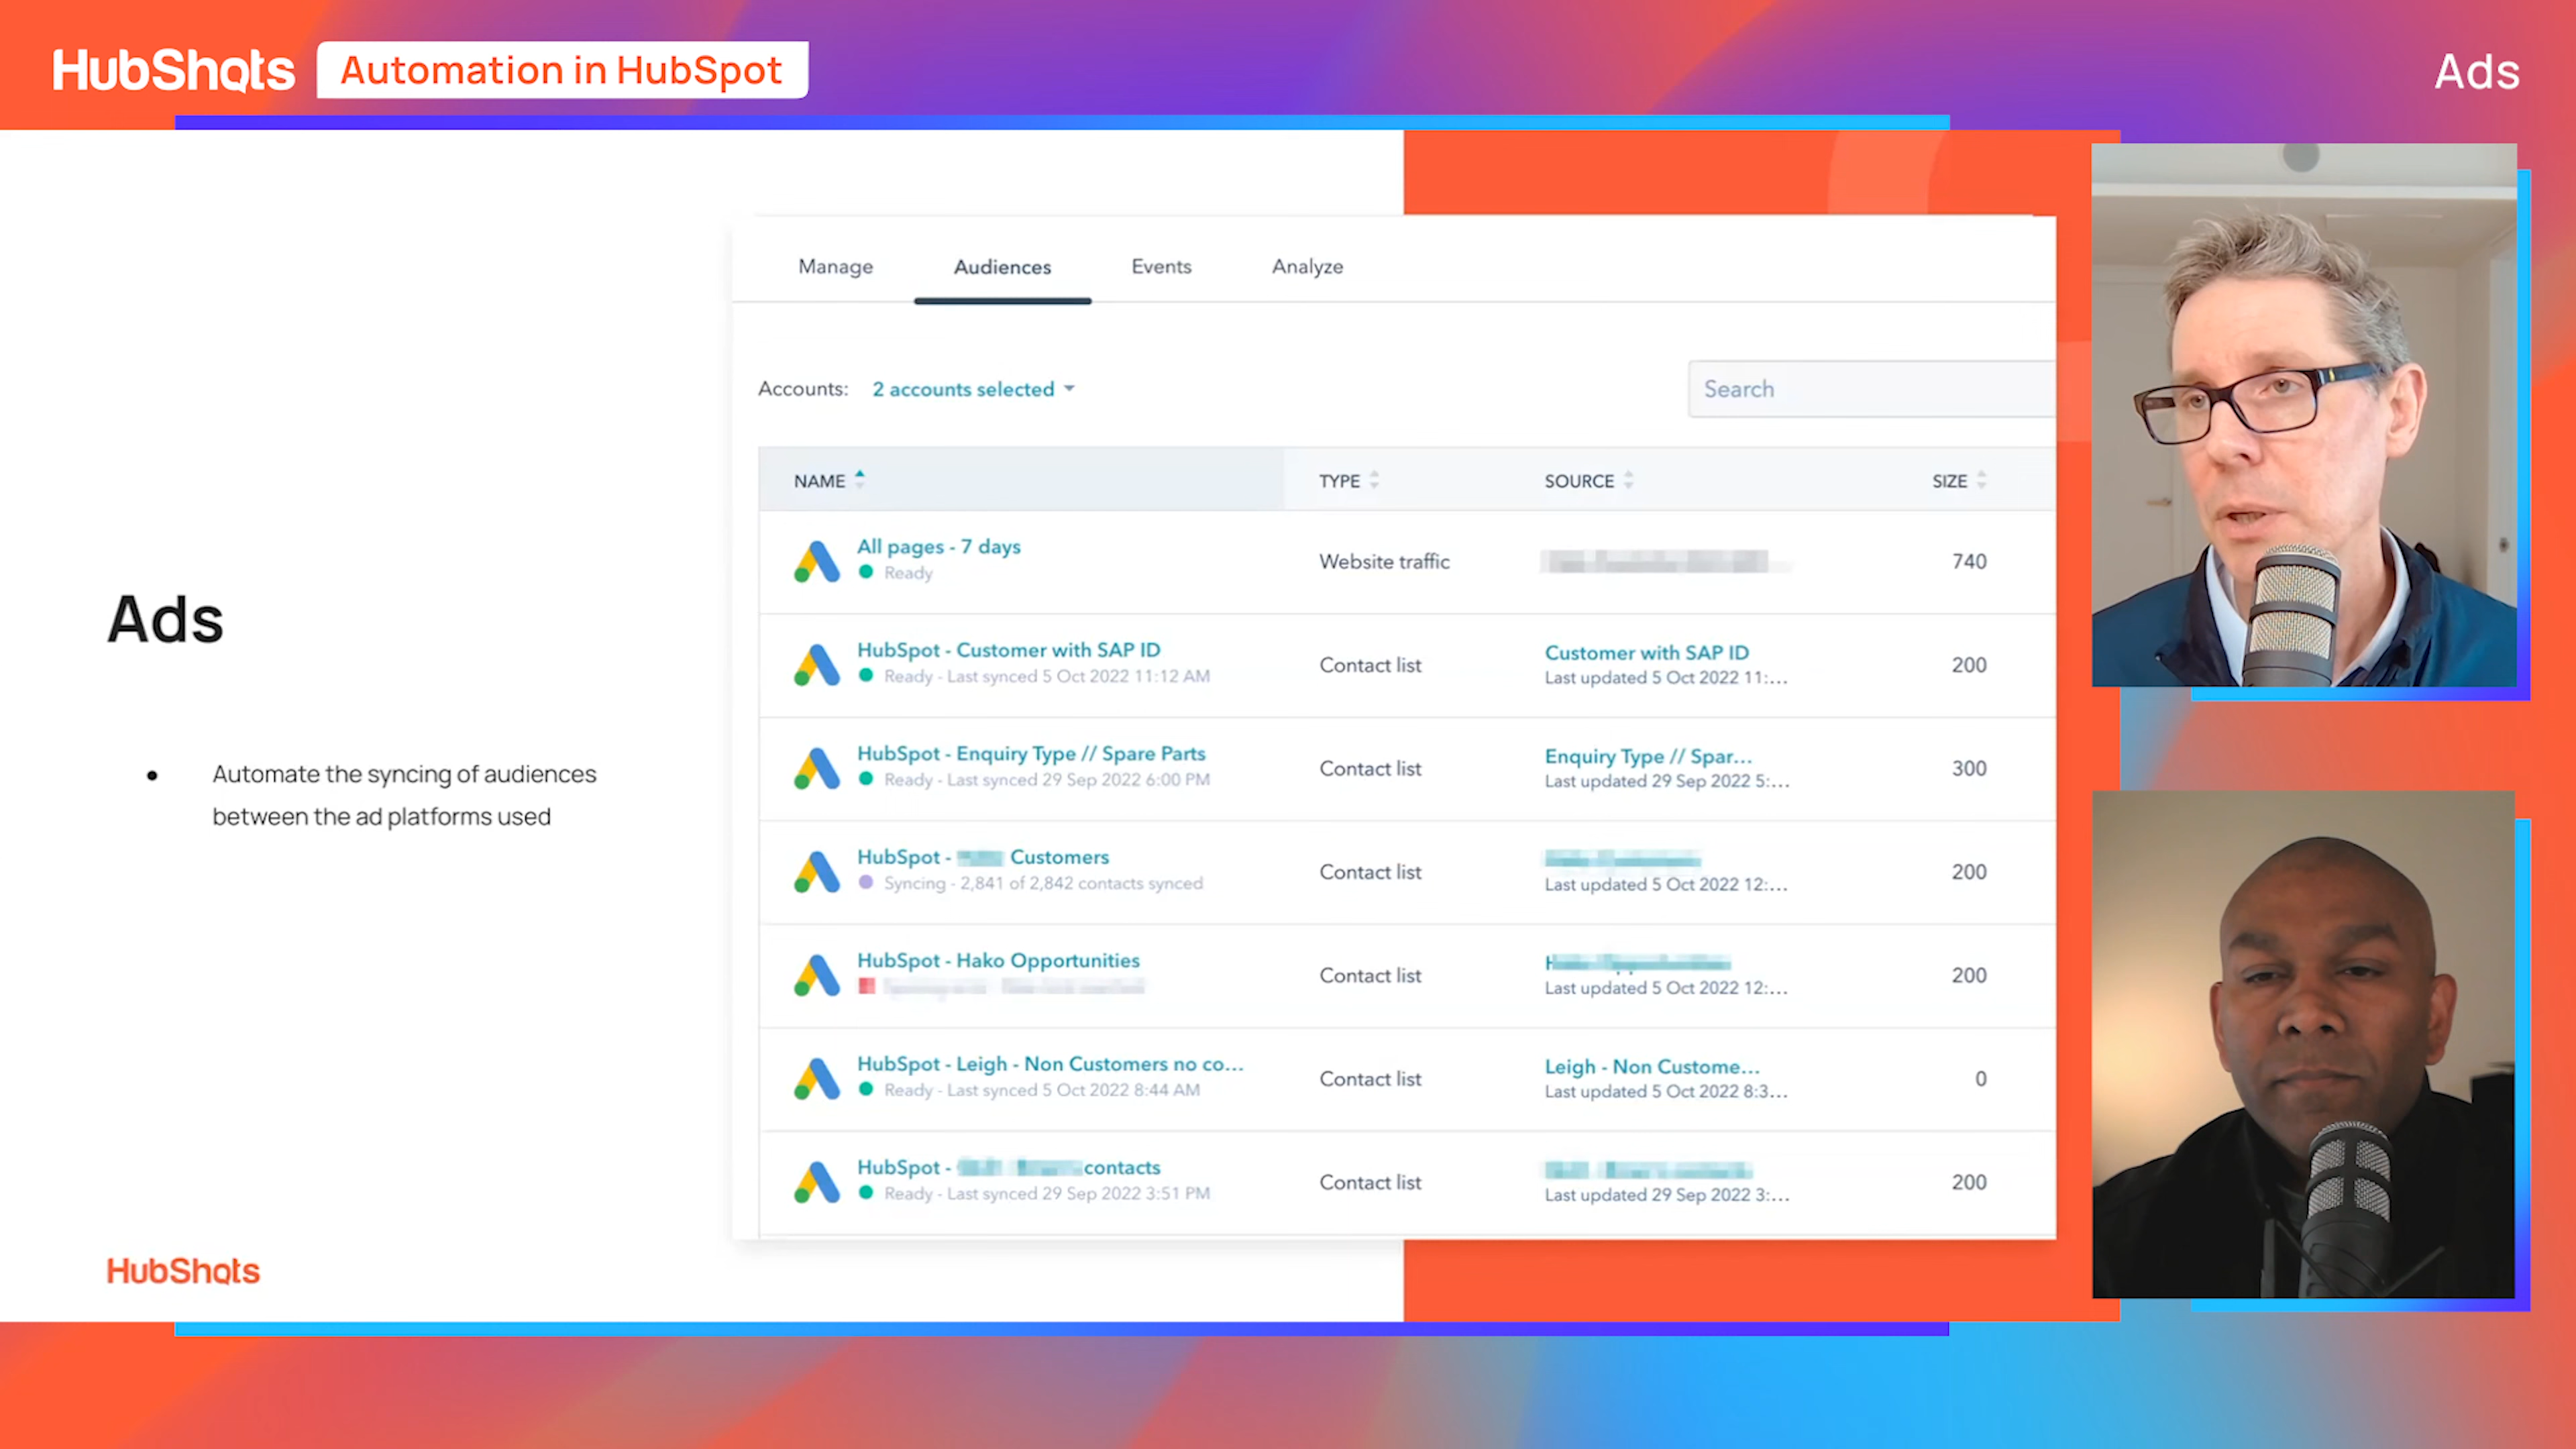 HubShots
Automation in HubSpot
Ads
Manage
Audiences
Events
Analyze
Accounts: 2 accounts selected
Search
NAME
TYPE
SOURCE
SIZE
All pages - 7 days
Ready
Website traffic
740
HubSpot - Customer with SAP ID
Ready - Last synced 5 Oct 2022 11:12 AM
Contact list
Customer with SAP ID
Last updated 5 Oct 2022 11:...
200
HubSpot - Enquiry Type // Spare Parts
Ready - Last synced 29 Sep 2022 6:00 PM
Contact list
Enquiry Type // Spar...
Last updated 29 Sep 2022 5:...
300
HubSpot - Customers
Syncing - 2,841 of 2,842 contacts synced
Contact list
Last updated 5 Oct 2022 12:...
200
HubSpot - Hako Opportunities
Contact list
Last updated 5 Oct 2022 12:...
200
HubSpot - Leigh - Non Customers no co...
Ready - Last synced 5 Oct 2022 8:44 AM
Contact list
Leigh - Non Custome...
Last updated 5 Oct 2022 8:3...
0
HubSpot - contacts
Ready - Last synced 29 Sep 2022 3:51 PM
Contact list
Last updated 29 Sep 2022 3:...
200
Ads
• Automate the syncing of audiences
between the ad platforms used
HubShots